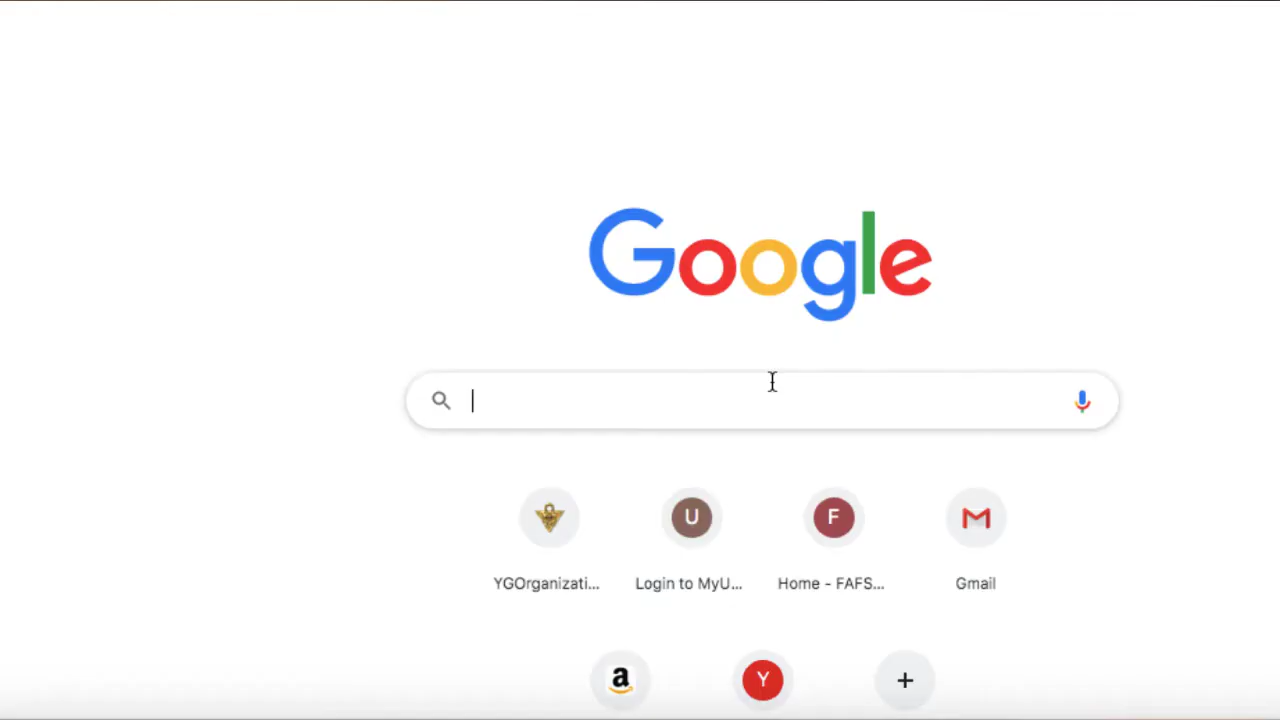 Google
U
F
YGOrganizati...
Login to MyU...
Home - FAFS...
Gmail
a
Y
+